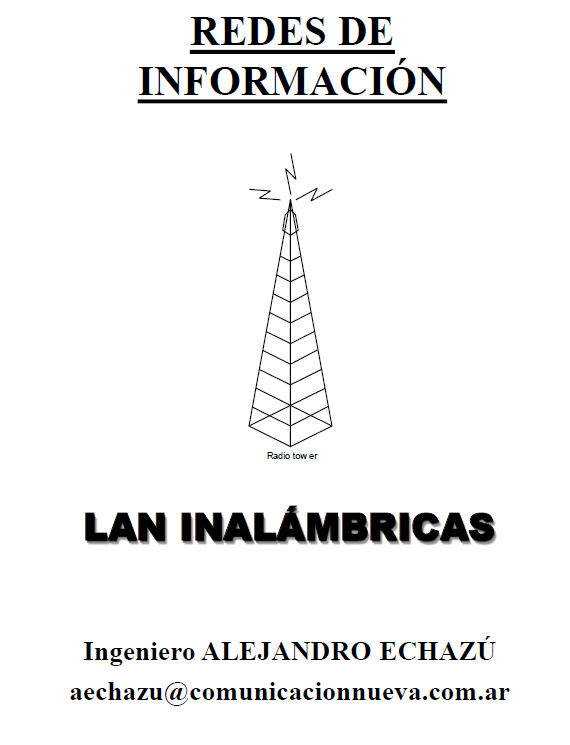 REDES DE
INFORMACIÓN
Radio tower
LAN INALÁMBRICAS
Ingeniero ALEJANDRO ECHAZÚ
aechazu@comunicacionnueva.com.ar